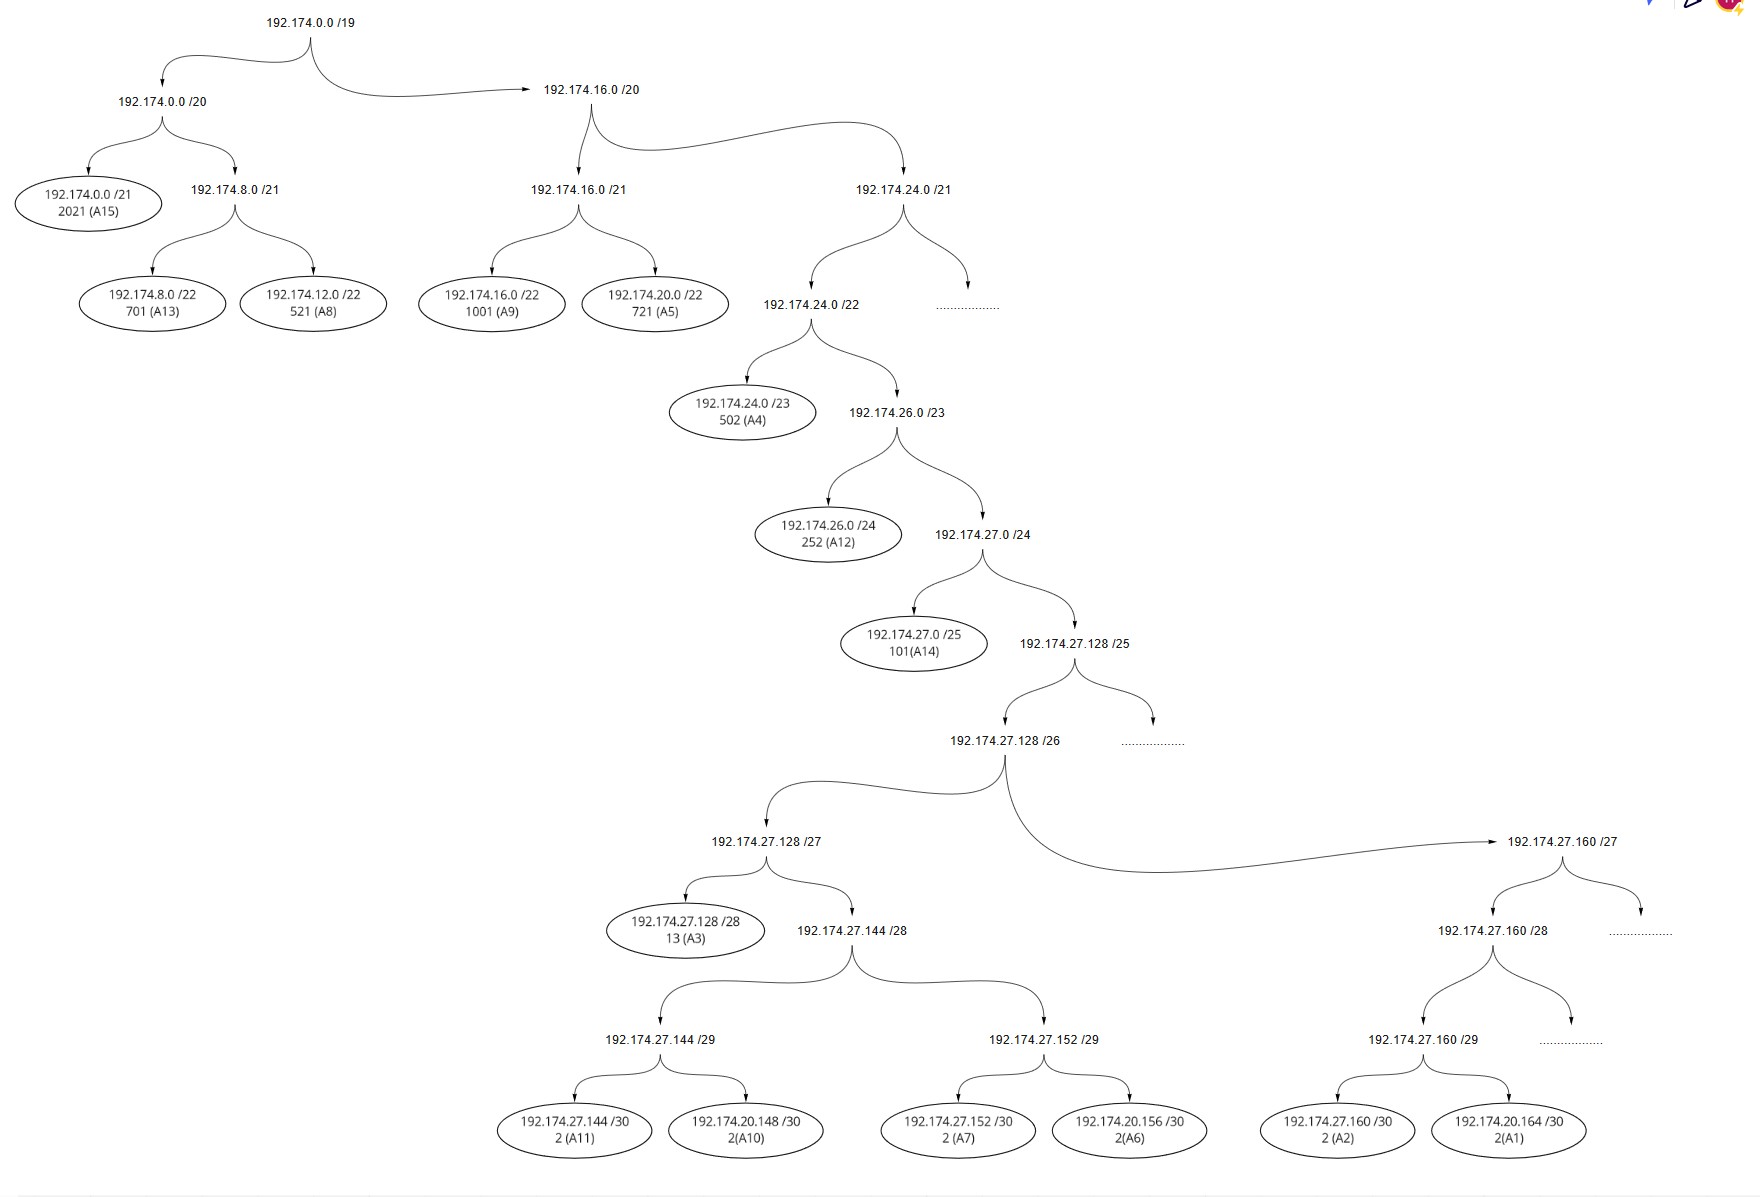 192.174.0.0 /19
192.174.16.0 /20
192.174.0.0 /20
192.174.0.0 /21
2021 (A15)
192.174.8.0 /21
192.174.16.0 /21
192.174.24.0 /21
192.174.8.0 /22
701 (A13)
192.174.12.0 /22
521 (A8)
192.174.16.0 /22
1001 (A9)
192.174.20.0 /22
721 (A5)
192.174.24.0 /22
..................
192.174.24.0 /23
502 (A4)
192.174.26.0 /23
192.174.26.0 /24
252 (A12)
192.174.27.0 /24
192.174.27.0 /25
101(A14)
192.174.27.128 /25
192.174.27.128 /26
..................
192.174.27.128 /27
192.174.27.160 /27
192.174.27.128 /28
13 (A3)
192.174.27.144 /28
192.174.27.160 /28
..................
192.174.27.144 /29
192.174.27.152 /29
192.174.27.160 /29
..................
192.174.27.144 /30
2 (A11)
192.174.20.148 /30
2(A10)
192.174.27.152 /30
2 (A7)
192.174.20.156 /30
2(A6)
192.174.27.160 /30
2 (A2)
192.174.20.164 /30
2(A1)